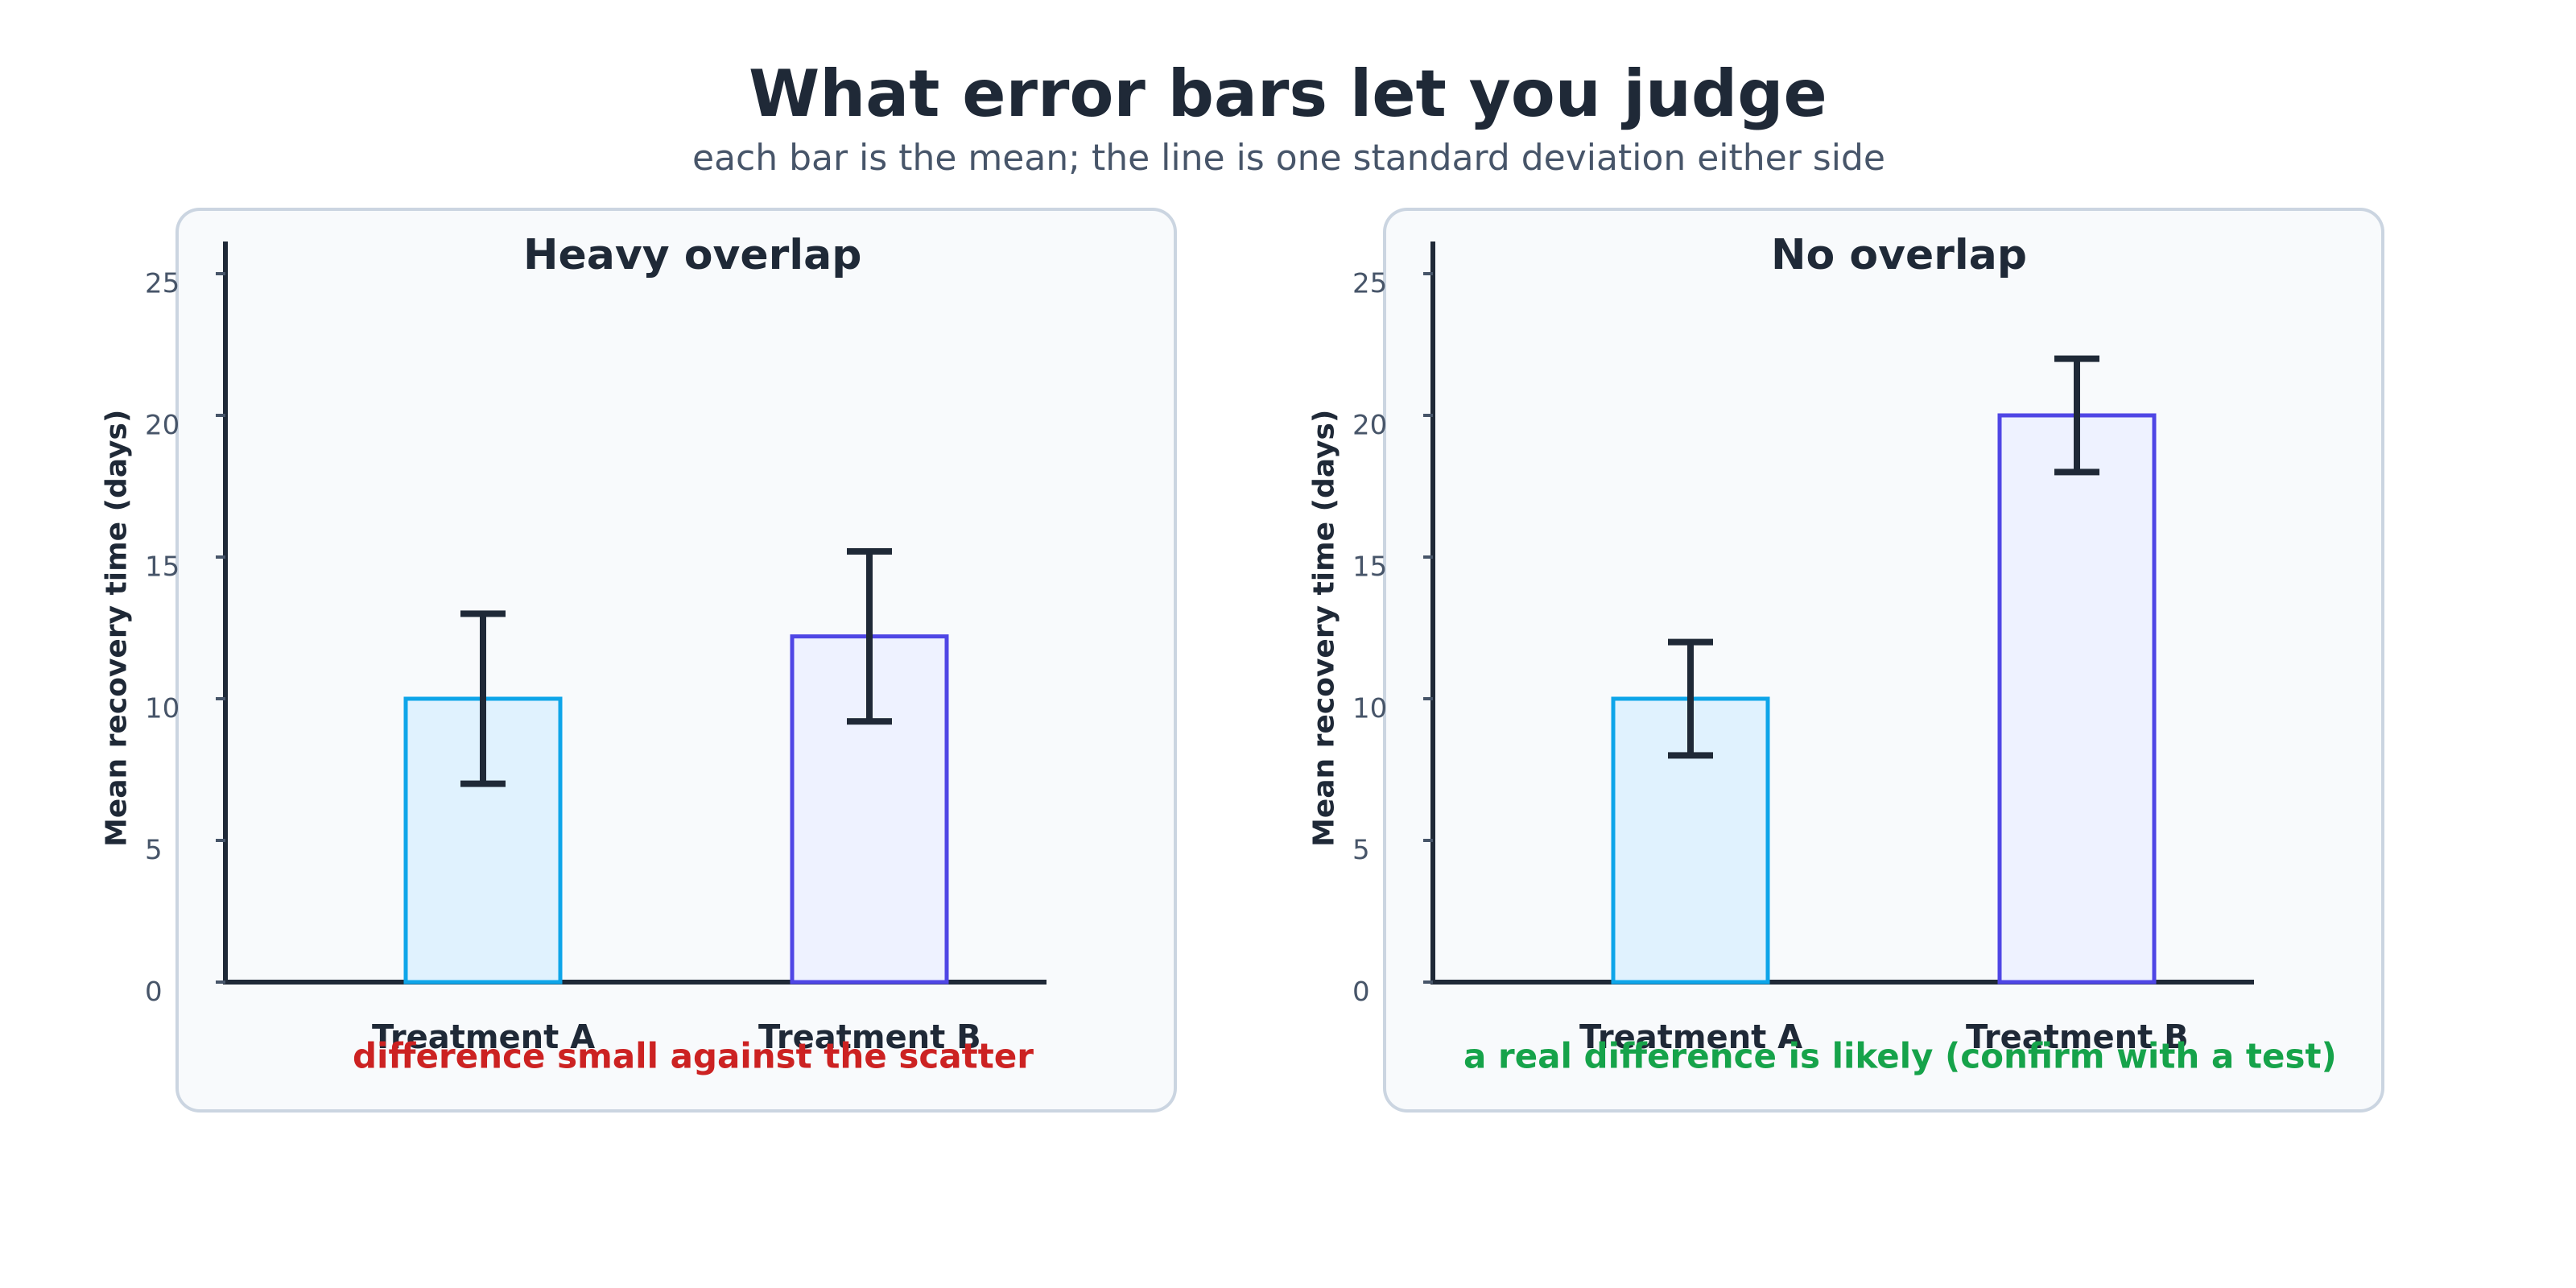 What error bars let you judge
each bar is the mean; the line is one standard deviation either side
Heavy overlap
25
20
15
10
5
0
Mean recovery time (days)
Treatment A
Treatment B
difference small against the scatter
No overlap
25
20
15
10
5
0
Mean recovery time (days)
Treatment A
Treatment B
a real difference is likely (confirm with a test)